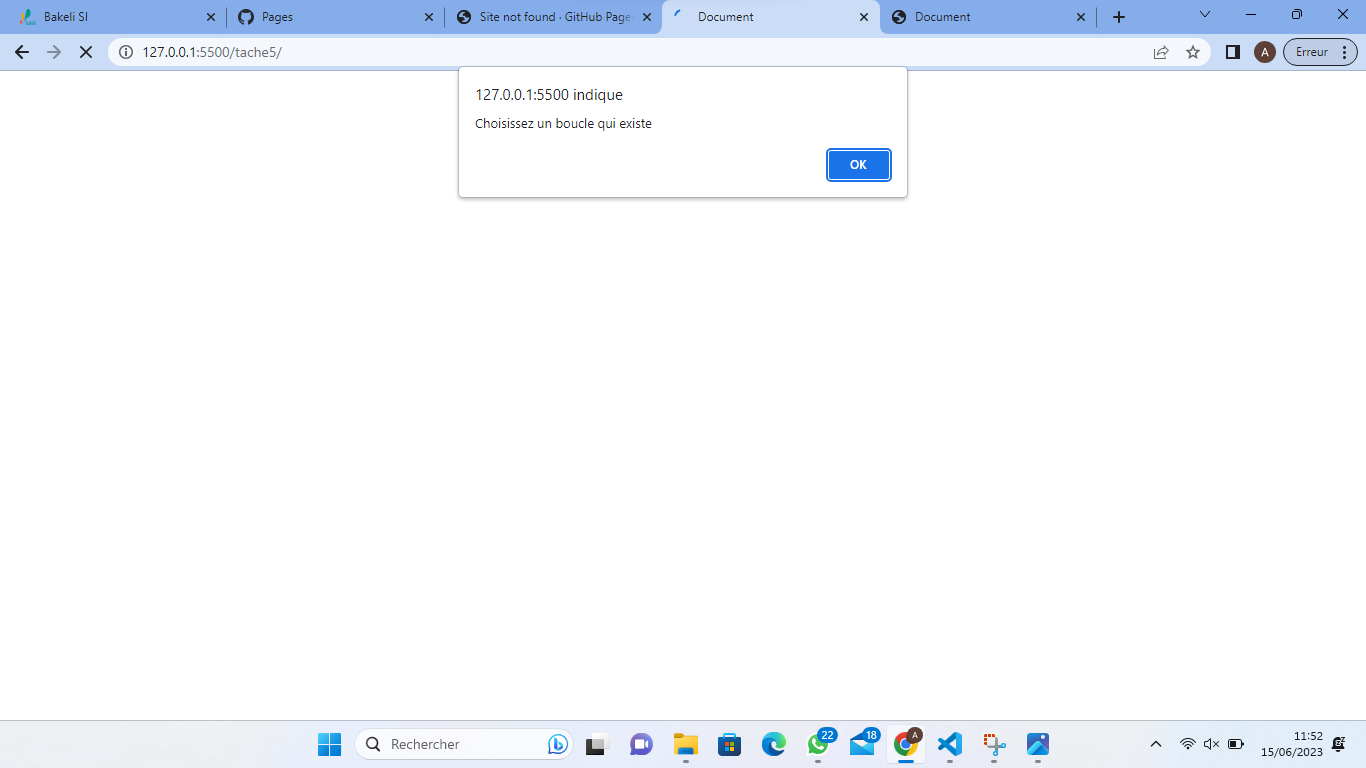 Bakeli SI
Pages
Site not found · GitHub Page
Document
Document
127.0.0.1:5500/tache5/
A
Erreur
127.0.0.1:5500 indique
Choisissez un boucle qui existe
OK
Rechercher
22
18
A
11:52
15/06/2023